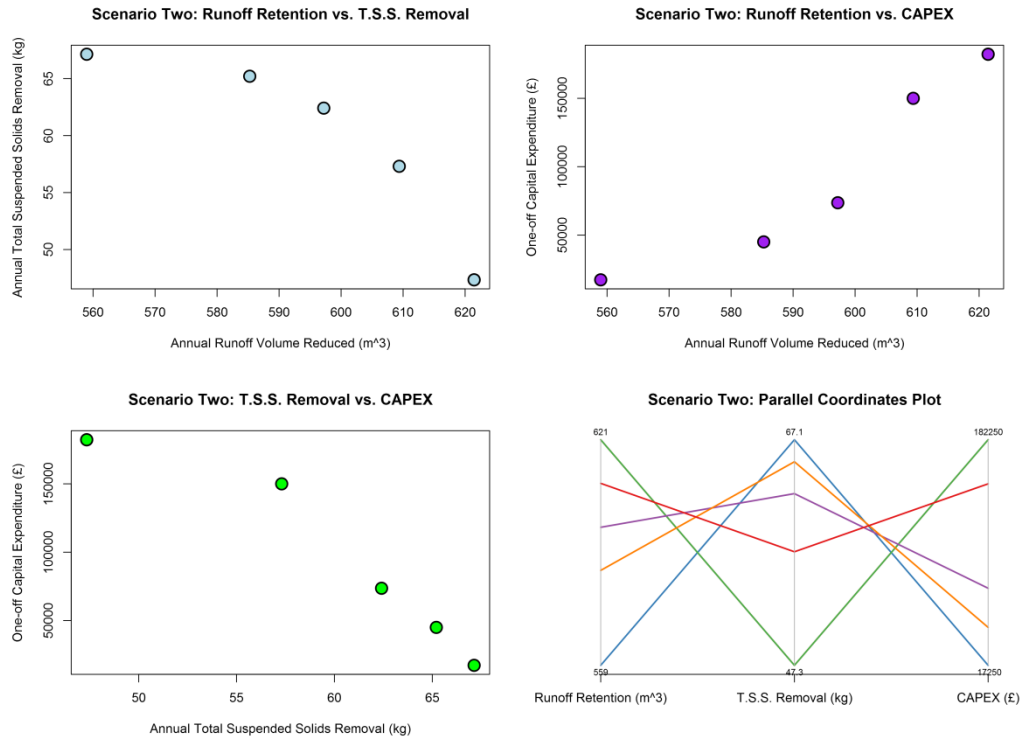 Scenario Two: Runoff Retention vs. T.S.S. Removal
Annual Total Suspended Solids Removal (kg)
65
60
55
50
560 570 580 590 600 610 620
Annual Runoff Volume Reduced (m^3)
Scenario Two: Runoff Retention vs. CAPEX
One-off Capital Expenditure (£)
150000
100000
50000
560 570 580 590 600 610 620
Annual Runoff Volume Reduced (m^3)
Scenario Two: T.S.S. Removal vs. CAPEX
One-off Capital Expenditure (£)
150000
100000
50000
50 55 60 65
Annual Total Suspended Solids Removal (kg)
Scenario Two: Parallel Coordinates Plot
621 67.1 182250
559 47.3 17250
Runoff Retention (m^3) T.S.S. Removal (kg) CAPEX (£)